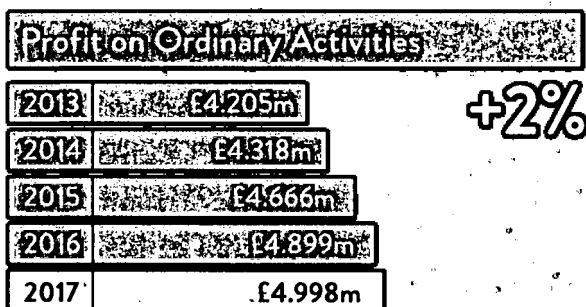 Profit on Ordinary Activities
+2%
2013 £4.205m
2014 £4.318m
2015 £4.666m
2016 £4.899m
2017 £4.998m